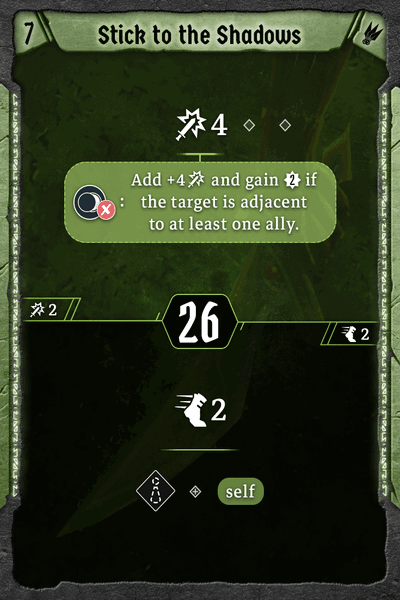 7
Stick to the Shadows
4
: Add +4 and gain 2 if
the target is adjacent
to at least one ally.
2
26
2
2
self